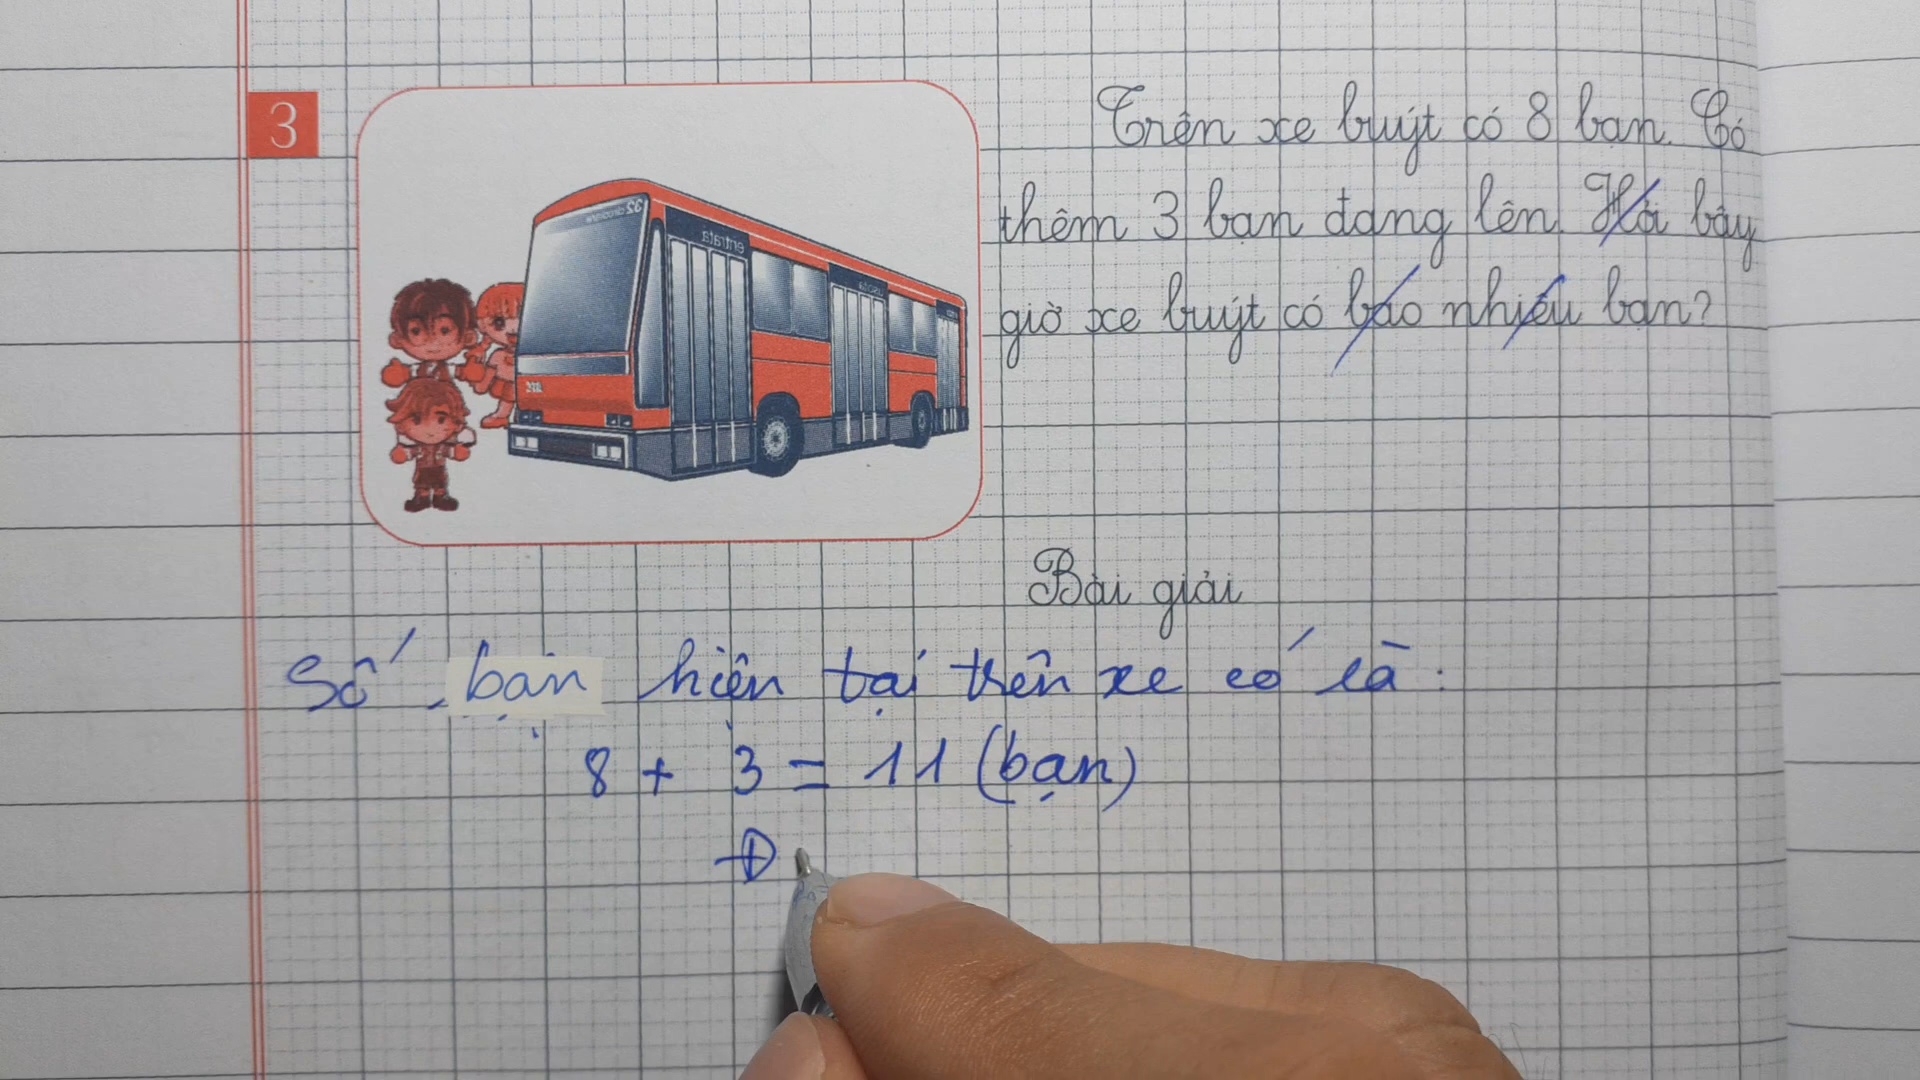 3
Trên xe buýt có 8 bạn. Có
thêm 3 bạn đang lên. Hỏi bây
giờ xe buýt có bao nhiêu bạn?
Bài giải
Số bạn hiện tại trên xe có là:
8 + 3 = 11 (bạn)
Đ